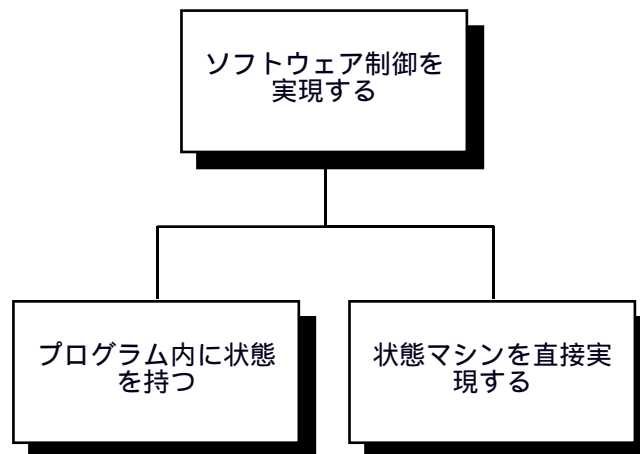 ソフトウェア制御を
実現する
プログラム内に状態
を持つ
状態マシンを直接実
現する